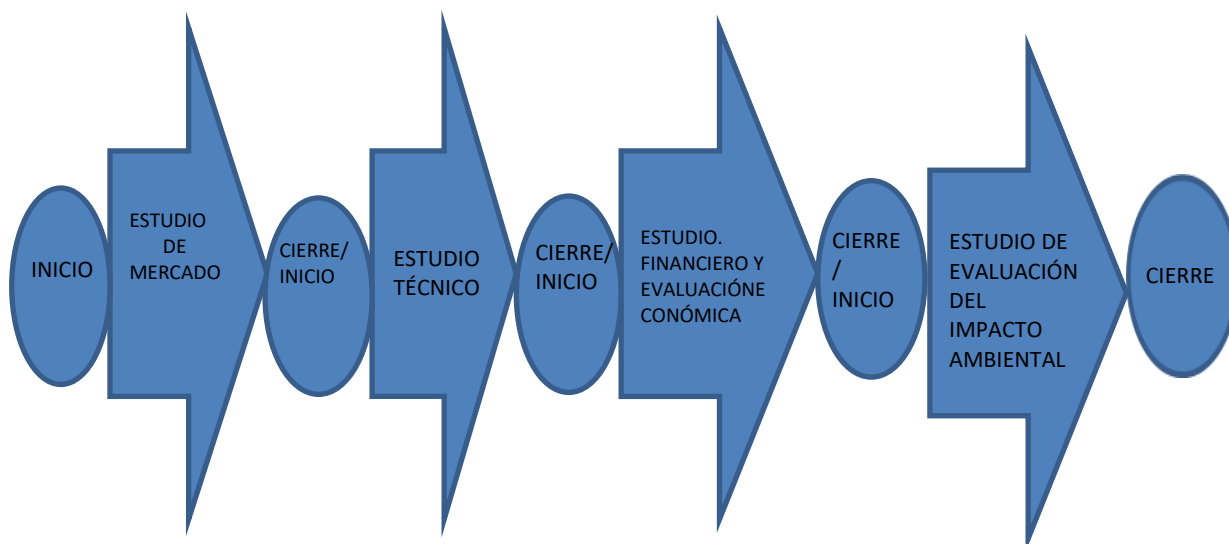 INICIO
ESTUDIO
DE
MERCADO
CIERRE/
INICIO
ESTUDIO
TÉCNICO
CIERRE/
INICIO
ESTUDIO.
FINANCIERO Y
EVALUACIÓNE
CONÓMICA
CIERRE
/
INICIO
ESTUDIO DE
EVALUACIÓN
DEL
IMPACTO
AMBIENTAL
CIERRE